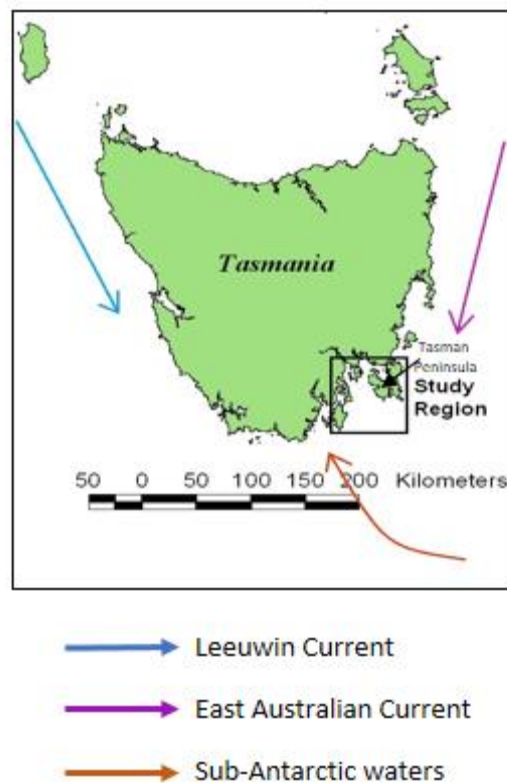 Tasmania
Tasman
Peninsula
Study
Region
50 0 50 100 150 200 Kilometers
Leeuwin Current
East Australian Current
Sub-Antarctic waters